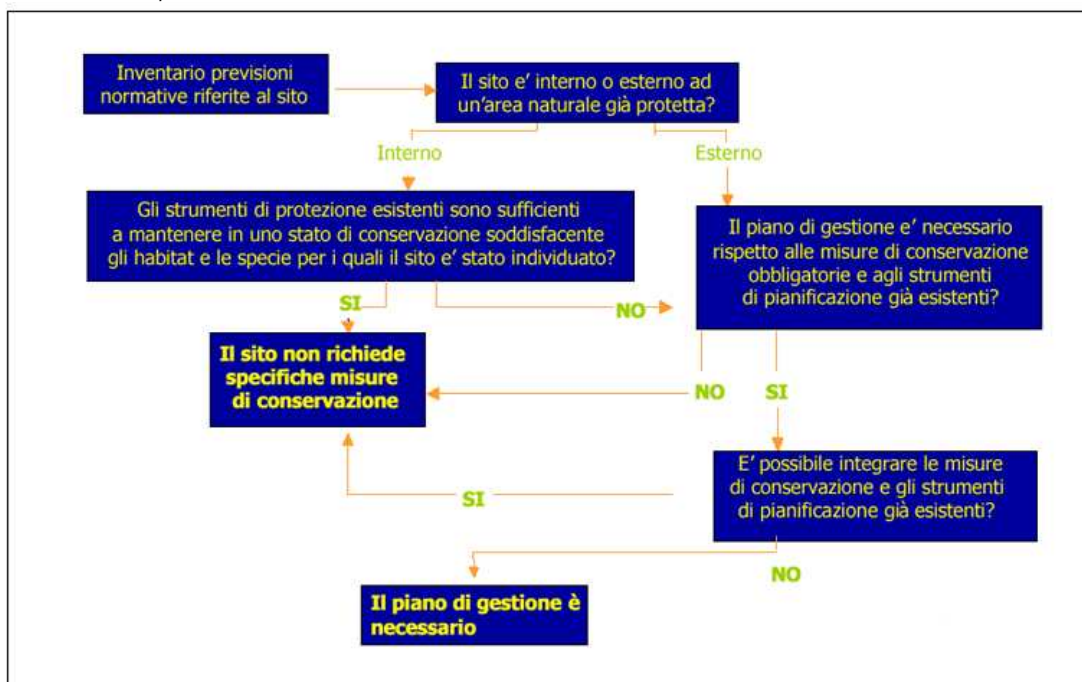 Inventario previsioni
normative riferite al sito
Il sito e' interno o esterno ad
un'area naturale già protetta?
Interno
Esterno
Gli strumenti di protezione esistenti sono sufficienti
a mantenere in uno stato di conservazione soddisfacente
gli habitat e le specie per i quali il sito e' stato individuato?
Il piano di gestione e' necessario
rispetto alle misure di conservazione
obbligatorie e agli strumenti
di pianificazione già esistenti?
SI
NO
Il sito non richiede
specifiche misure
di conservazione
NO
SI
E' possibile integrare le misure
di conservazione e gli strumenti
di pianificazione già esistenti?
SI
NO
Il piano di gestione è
necessario